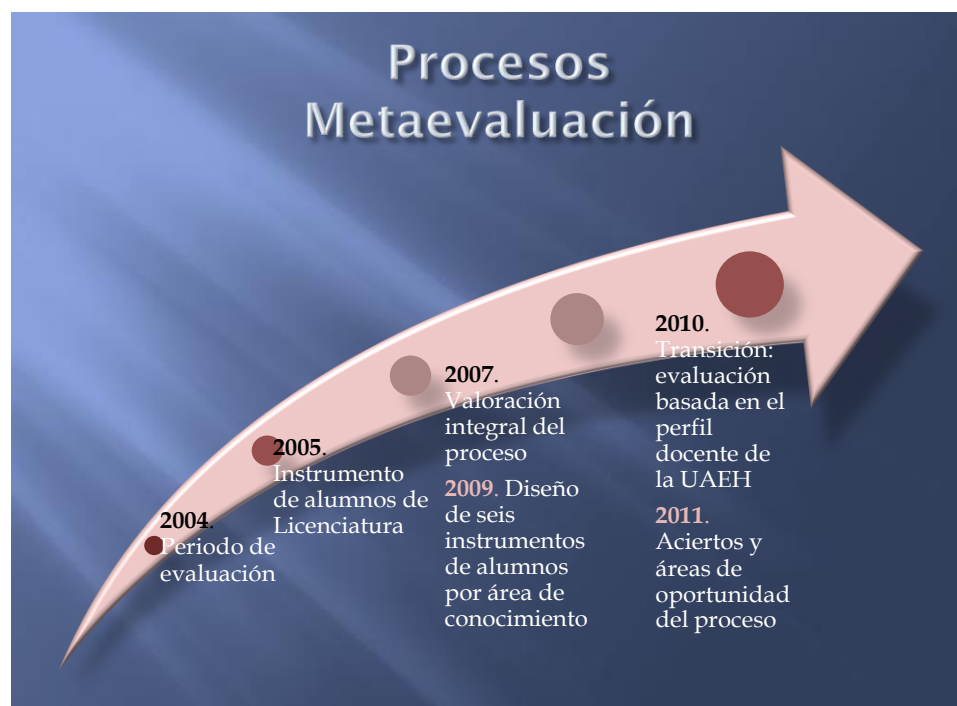 Procesos
Metaevaluación
2004.
Periodo de
evaluación
2005.
Instrumento
de alumnos de
Licenciatura
2007.
Valoración
integral del
proceso
2009. Diseño
de seis
instrumentos
de alumnos
por área de
conocimiento
2010.
Transición:
evaluación
basada en el
perfil
docente de
la UAEH
2011.
Aciertos y
áreas de
oportunidad
del proceso